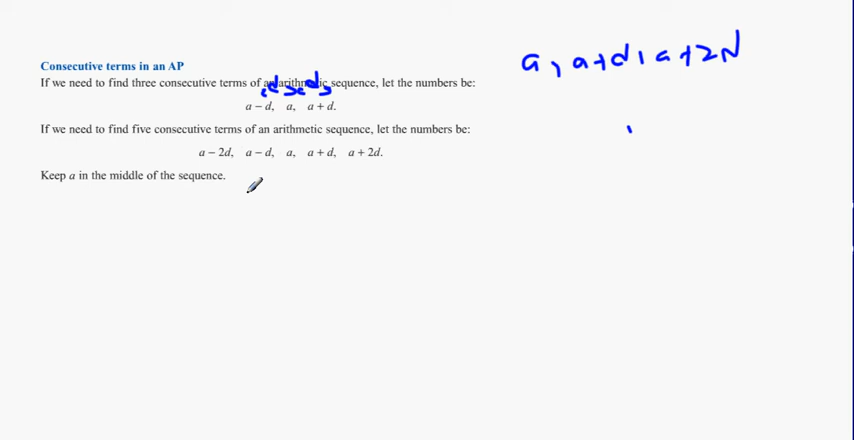 Consecutive terms in an AP
a, a+d, a+2d
If we need to find three consecutive terms of an arithmetic sequence, let the numbers be:
d d
a − d, a, a + d.
If we need to find five consecutive terms of an arithmetic sequence, let the numbers be:
a − 2d, a − d, a, a + d, a + 2d.
Keep a in the middle of the sequence.